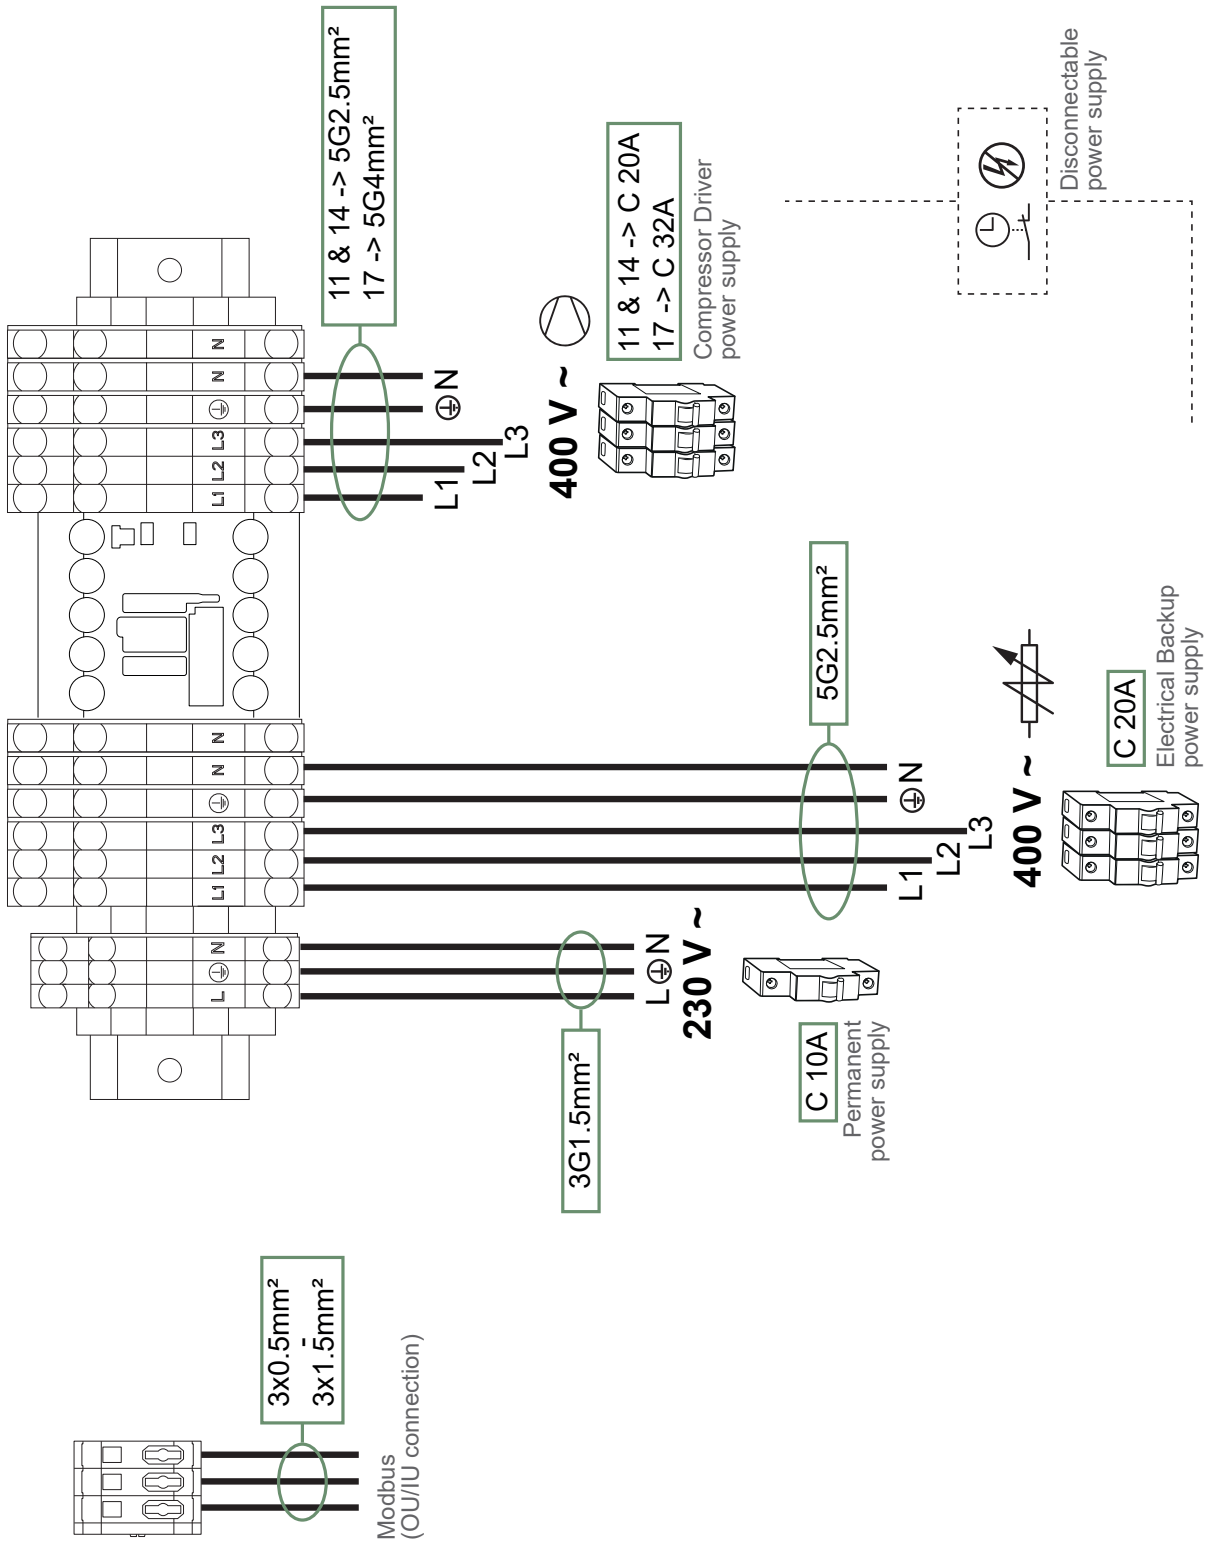 L ⏚ N
L1 L2 L3 ⏚ N N
L1 L2 L3 ⏚ N N
3x0.5mm²
-
3x1.5mm²
Modbus
(OU/IU connection)
3G1.5mm²
L ⏚ N
230 V ~
C 10A
Permanent
power supply
5G2.5mm²
L1
L2
L3
⏚ N
400 V ~
C 20A
Electrical Backup
power supply
11 & 14 -> 5G2.5mm²
17 -> 5G4mm²
L1
L2
L3
⏚ N
400 V ~
11 & 14 -> C 20A
17 -> C 32A
Compressor Driver
power supply
Disconnectable
power supply